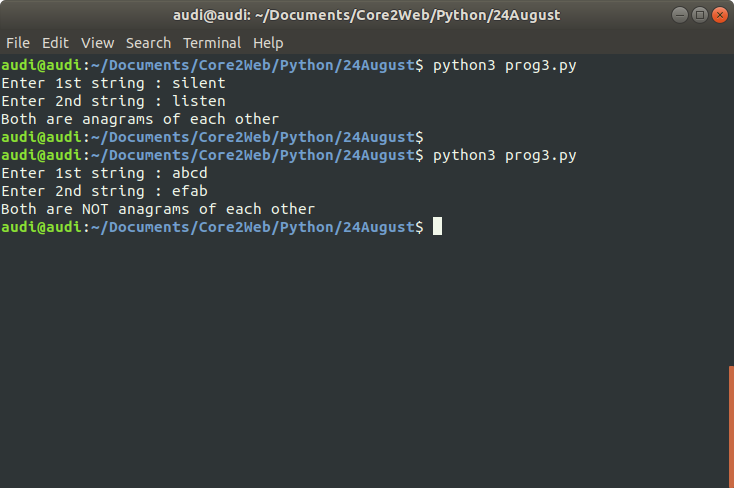 audi@audi: ~/Documents/Core2Web/Python/24August
File Edit View Search Terminal Help
audi@audi:~/Documents/Core2Web/Python/24August$ python3 prog3.py
Enter 1st string : silent
Enter 2nd string : listen
Both are anagrams of each other
audi@audi:~/Documents/Core2Web/Python/24August$
audi@audi:~/Documents/Core2Web/Python/24August$ python3 prog3.py
Enter 1st string : abcd
Enter 2nd string : efab
Both are NOT anagrams of each other
audi@audi:~/Documents/Core2Web/Python/24August$